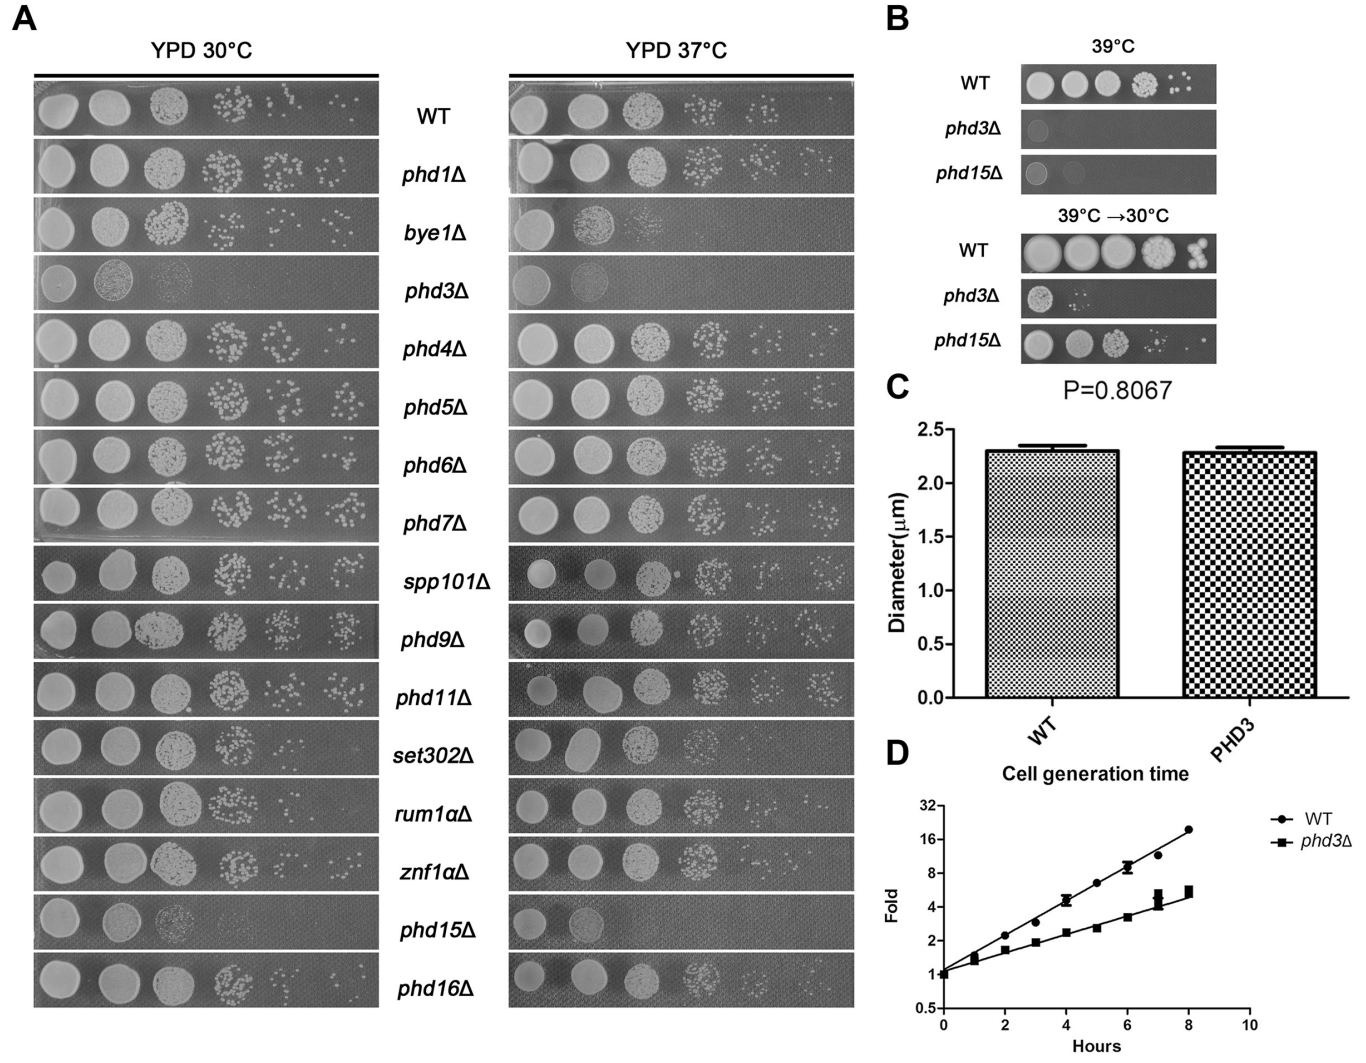 A
YPD 30°C
YPD 37°C
WT
phd1Δ
bye1Δ
phd3Δ
phd4Δ
phd5Δ
phd6Δ
phd7Δ
spp101Δ
phd9Δ
phd11Δ
set302Δ
rum1αΔ
znf1αΔ
phd15Δ
phd16Δ
B
39°C
WT
phd3Δ
phd15Δ
39°C →30°C
WT
phd3Δ
phd15Δ
C
P=0.8067
Diameter(μm)
2.5
2.0
1.5
1.0
0.5
0.0
WT
PHD3
D
Cell generation time
Fold
32
16
8
4
2
1
0.5
0 2 4 6 8 10
Hours
WT
phd3Δ